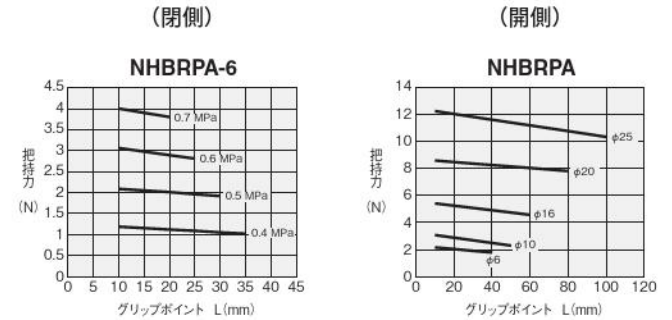 (閉側)
NHBRPA-6
4.5
4
3.5
3
2.5
2
1.5
1
0.5
0
把持力
(N)
0.7 MPa
0.6 MPa
0.5 MPa
0.4 MPa
0 5 10 15 20 25 30 35 40 45
グリップポイント L(mm)
(開側)
NHBRPA
14
12
10
8
6
4
2
0
把持力
(N)
φ25
φ20
φ16
φ10
φ6
0 20 40 60 80 100 120
グリップポイント L(mm)